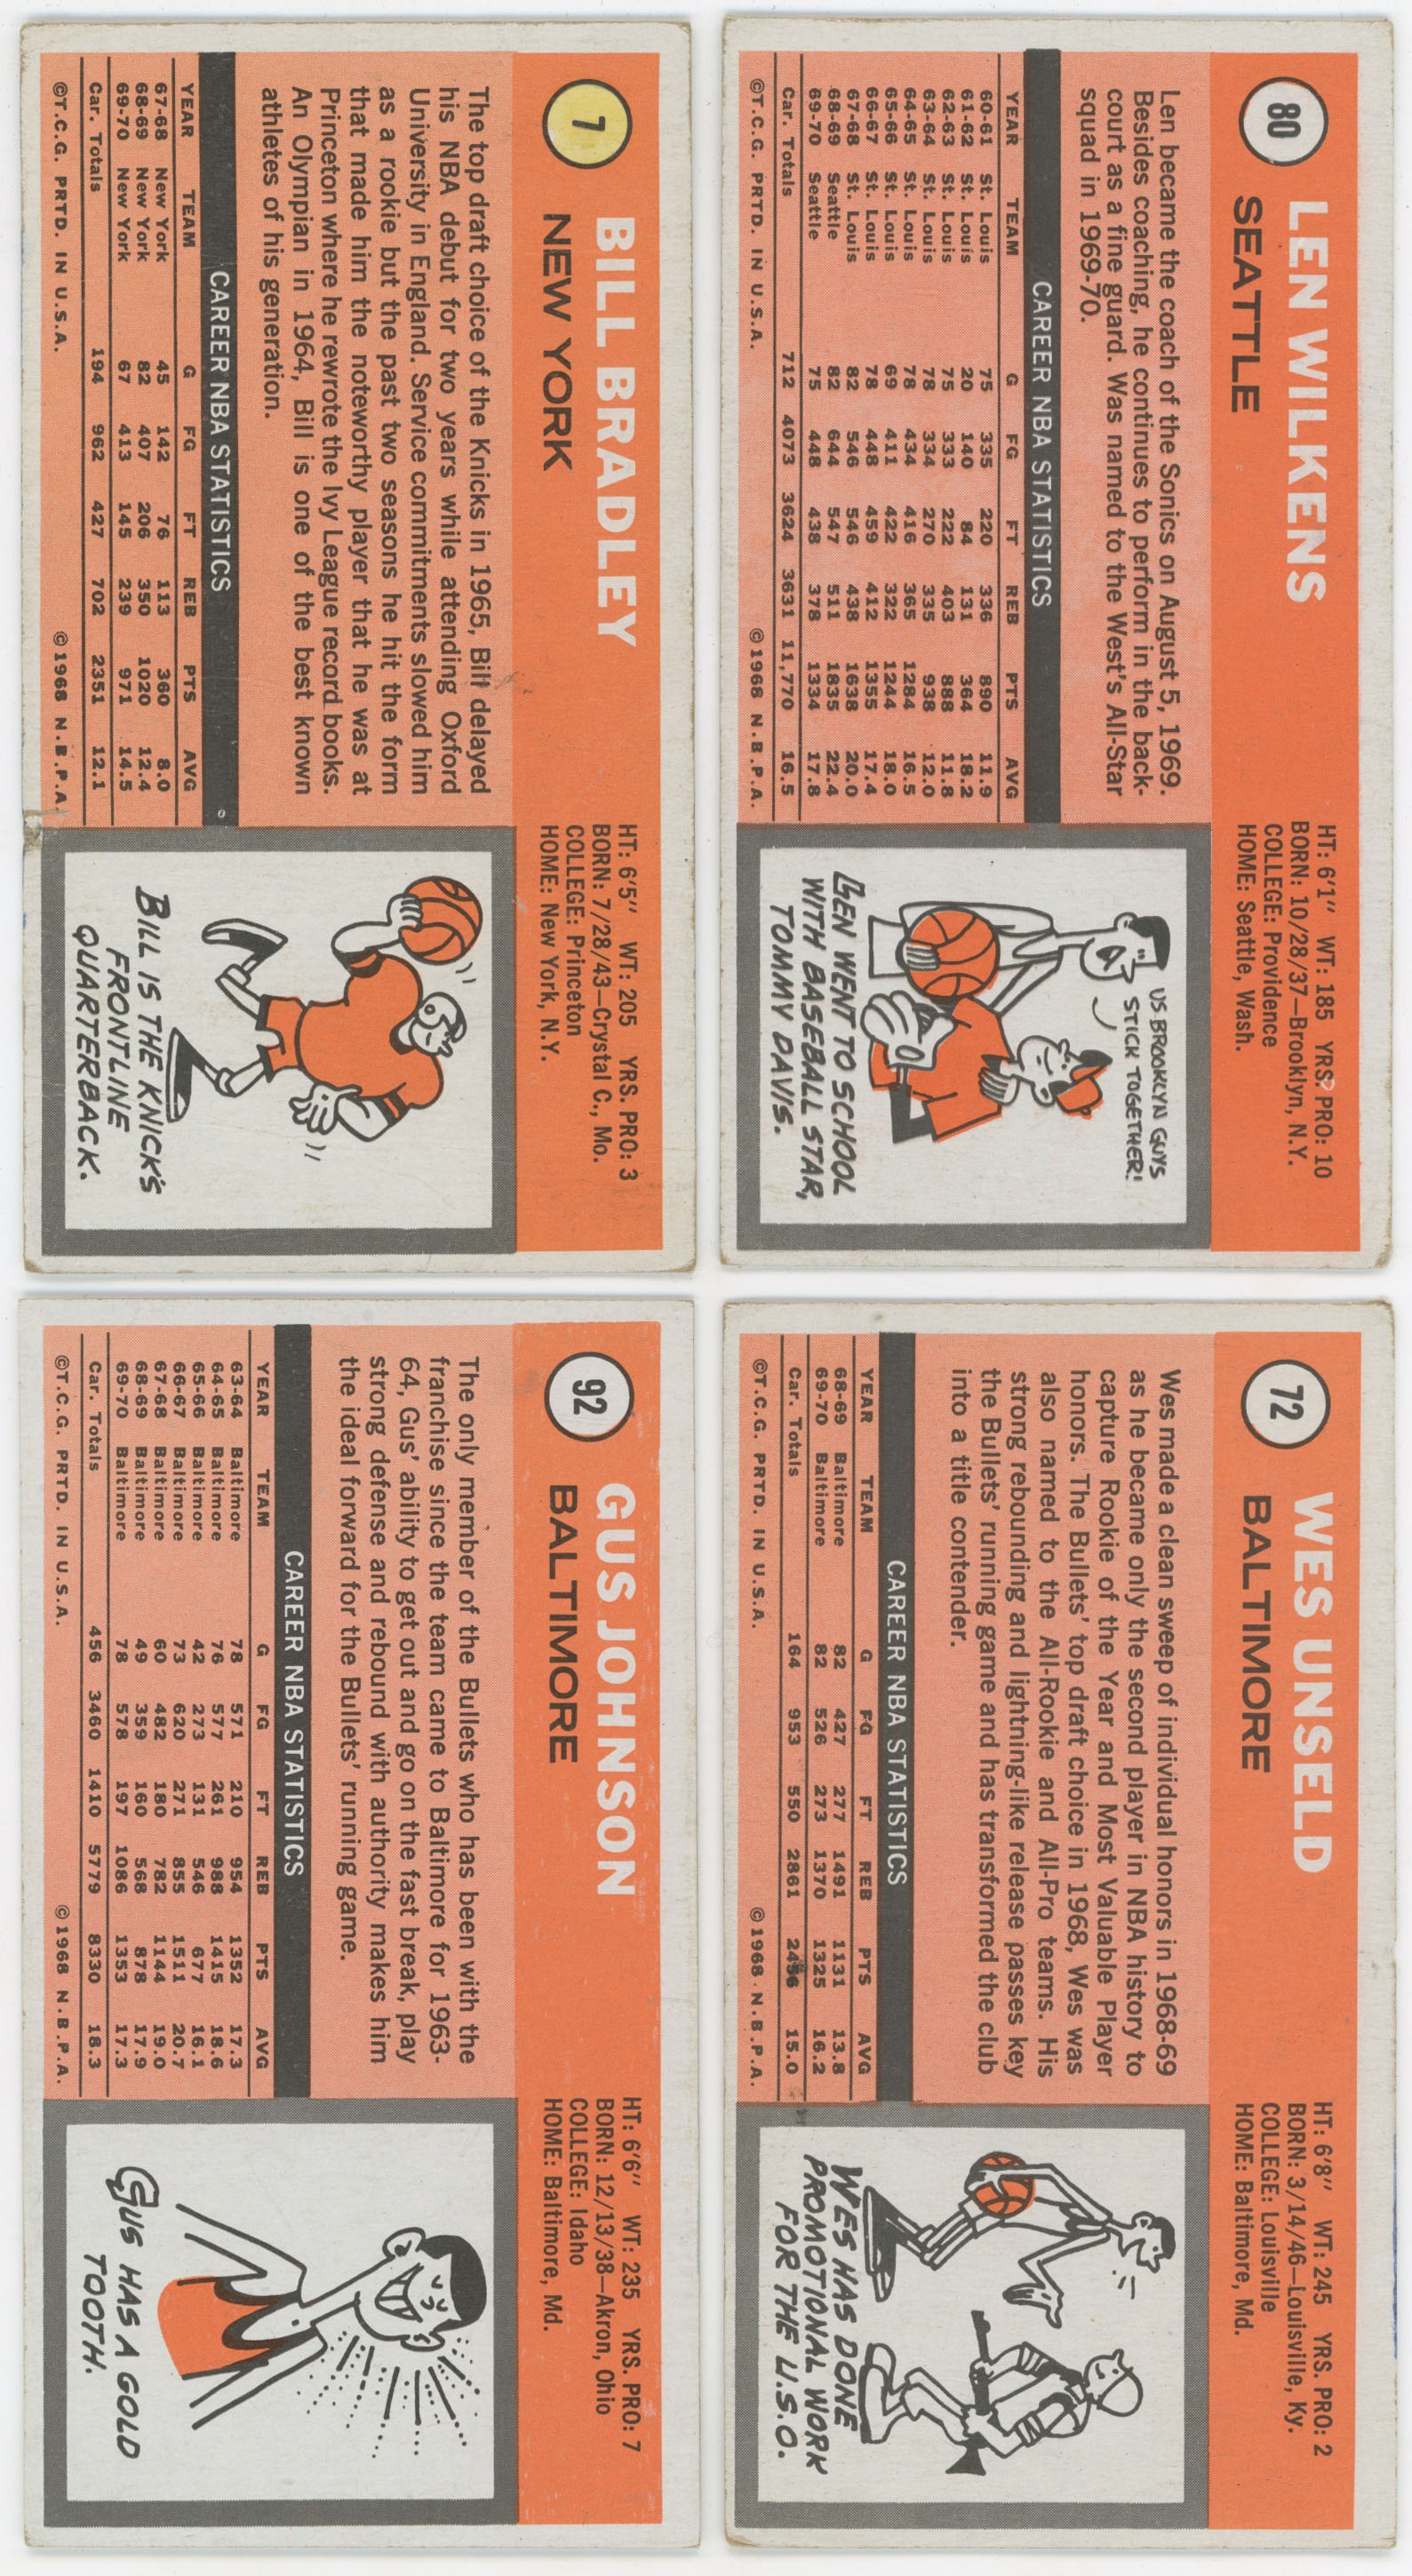 80
LEN WILKENS
SEATTLE
HT: 6'1" WT: 185 YRS. PRO: 10
BORN: 10/28/37—Brooklyn, N.Y.
COLLEGE: Providence
HOME: Seattle, Wash.
Len became the coach of the Sonics on August 5, 1969.
Besides coaching, he continues to perform in the back-
court as a fine guard. Was named to the West's All-Star
squad in 1969-70.
CAREER NBA STATISTICS
YEAR TEAM G FG FT REB PTS AVG
60-61 St. Louis 75 335 220 336 890 11.9
61-62 St. Louis 20 140 84 131 364 18.2
62-63 St. Louis 75 333 222 403 888 11.8
63-64 St. Louis 78 334 270 335 938 12.0
64-65 St. Louis 78 434 416 365 1284 16.5
65-66 St. Louis 69 411 422 322 1244 18.0
66-67 St. Louis 78 448 459 412 1355 17.4
67-68 St. Louis 82 546 546 438 1638 20.0
68-69 Seattle 82 644 547 511 1835 22.4
69-70 Seattle 75 448 438 378 1334 17.8
Car. Totals 712 4073 3624 3631 11,770 16.5
©T.C.G. PRTD. IN U.S.A. ©1968 N.B.P.A.
US BROOKLYN GUYS
STICK TOGETHER!
LEN WENT TO SCHOOL
WITH BASEBALL STAR,
TOMMY DAVIS.
72
WES UNSELD
BALTIMORE
HT: 6'8" WT: 245 YRS. PRO: 2
BORN: 3/14/46—Louisville, Ky.
COLLEGE: Louisville
HOME: Baltimore, Md.
Wes made a clean sweep of individual honors in 1968-69
as he became only the second player in NBA history to
capture Rookie of the Year and Most Valuable Player
honors. The Bullets' top draft choice in 1968, Wes was
also named to the All-Rookie and All-Pro teams. His
strong rebounding and lightning-like release passes key
the Bullets' running game and has transformed the club
into a title contender.
CAREER NBA STATISTICS
YEAR TEAM G FG FT REB PTS AVG
68-69 Baltimore 82 427 277 1491 1131 13.8
69-70 Baltimore 82 526 273 1370 1325 16.2
Car. Totals 164 953 550 2861 2456 15.0
©T.C.G. PRTD. IN U.S.A. ©1968 N.B.P.A.
WES HAS DONE
PROMOTIONAL WORK
FOR THE U.S.O.
7
BILL BRADLEY
NEW YORK
HT: 6'5" WT: 205 YRS. PRO: 3
BORN: 7/28/43—Crystal C., Mo.
COLLEGE: Princeton
HOME: New York, N.Y.
The top draft choice of the Knicks in 1965, Bill delayed
his NBA debut for two years while attending Oxford
University in England. Service commitments slowed him
as a rookie but the past two seasons he hit the form
that made him the noteworthy player that he was at
Princeton where he rewrote the Ivy League record books.
An Olympian in 1964, Bill is one of the best known
athletes of his generation.
CAREER NBA STATISTICS
YEAR TEAM G FG FT REB PTS AVG
67-68 New York 45 142 76 113 360 8.0
68-69 New York 82 407 206 350 1020 12.4
69-70 New York 67 413 145 239 971 14.5
Car. Totals 194 962 427 702 2351 12.1
©T.C.G. PRTD. IN U.S.A. ©1968 N.B.P.A.
BILL IS THE KNICK'S
FRONTLINE
QUARTERBACK.
92
GUS JOHNSON
BALTIMORE
HT: 6'6" WT: 235 YRS. PRO: 7
BORN: 12/13/38—Akron, Ohio
COLLEGE: Idaho
HOME: Baltimore, Md.
The only member of the Bullets who has been with the
franchise since the team came to Baltimore for 1963-
64, Gus' ability to get out and go on the fast break, play
strong defense and rebound with authority makes him
the ideal forward for the Bullets' running game.
CAREER NBA STATISTICS
YEAR TEAM G FG FT REB PTS AVG
63-64 Baltimore 78 571 210 954 1352 17.3
64-65 Baltimore 76 577 261 988 1415 18.6
65-66 Baltimore 42 273 131 546 677 16.1
66-67 Baltimore 73 620 271 855 1511 20.7
67-68 Baltimore 60 482 180 782 1144 19.0
68-69 Baltimore 49 359 160 568 878 17.9
69-70 Baltimore 78 578 197 1086 1353 17.3
Car. Totals 456 3460 1410 5779 8330 18.3
©T.C.G. PRTD. IN U.S.A. ©1968 N.B.P.A.
GUS HAS A GOLD
TOOTH.